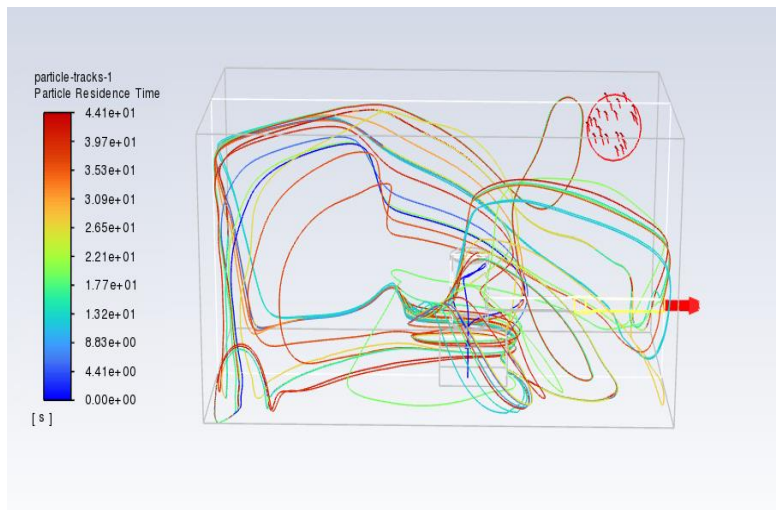 particle-tracks-1
Particle Residence Time
4.41e+01
3.97e+01
3.53e+01
3.09e+01
2.65e+01
2.21e+01
1.77e+01
1.32e+01
8.83e+00
4.41e+00
0.00e+00
[ s ]